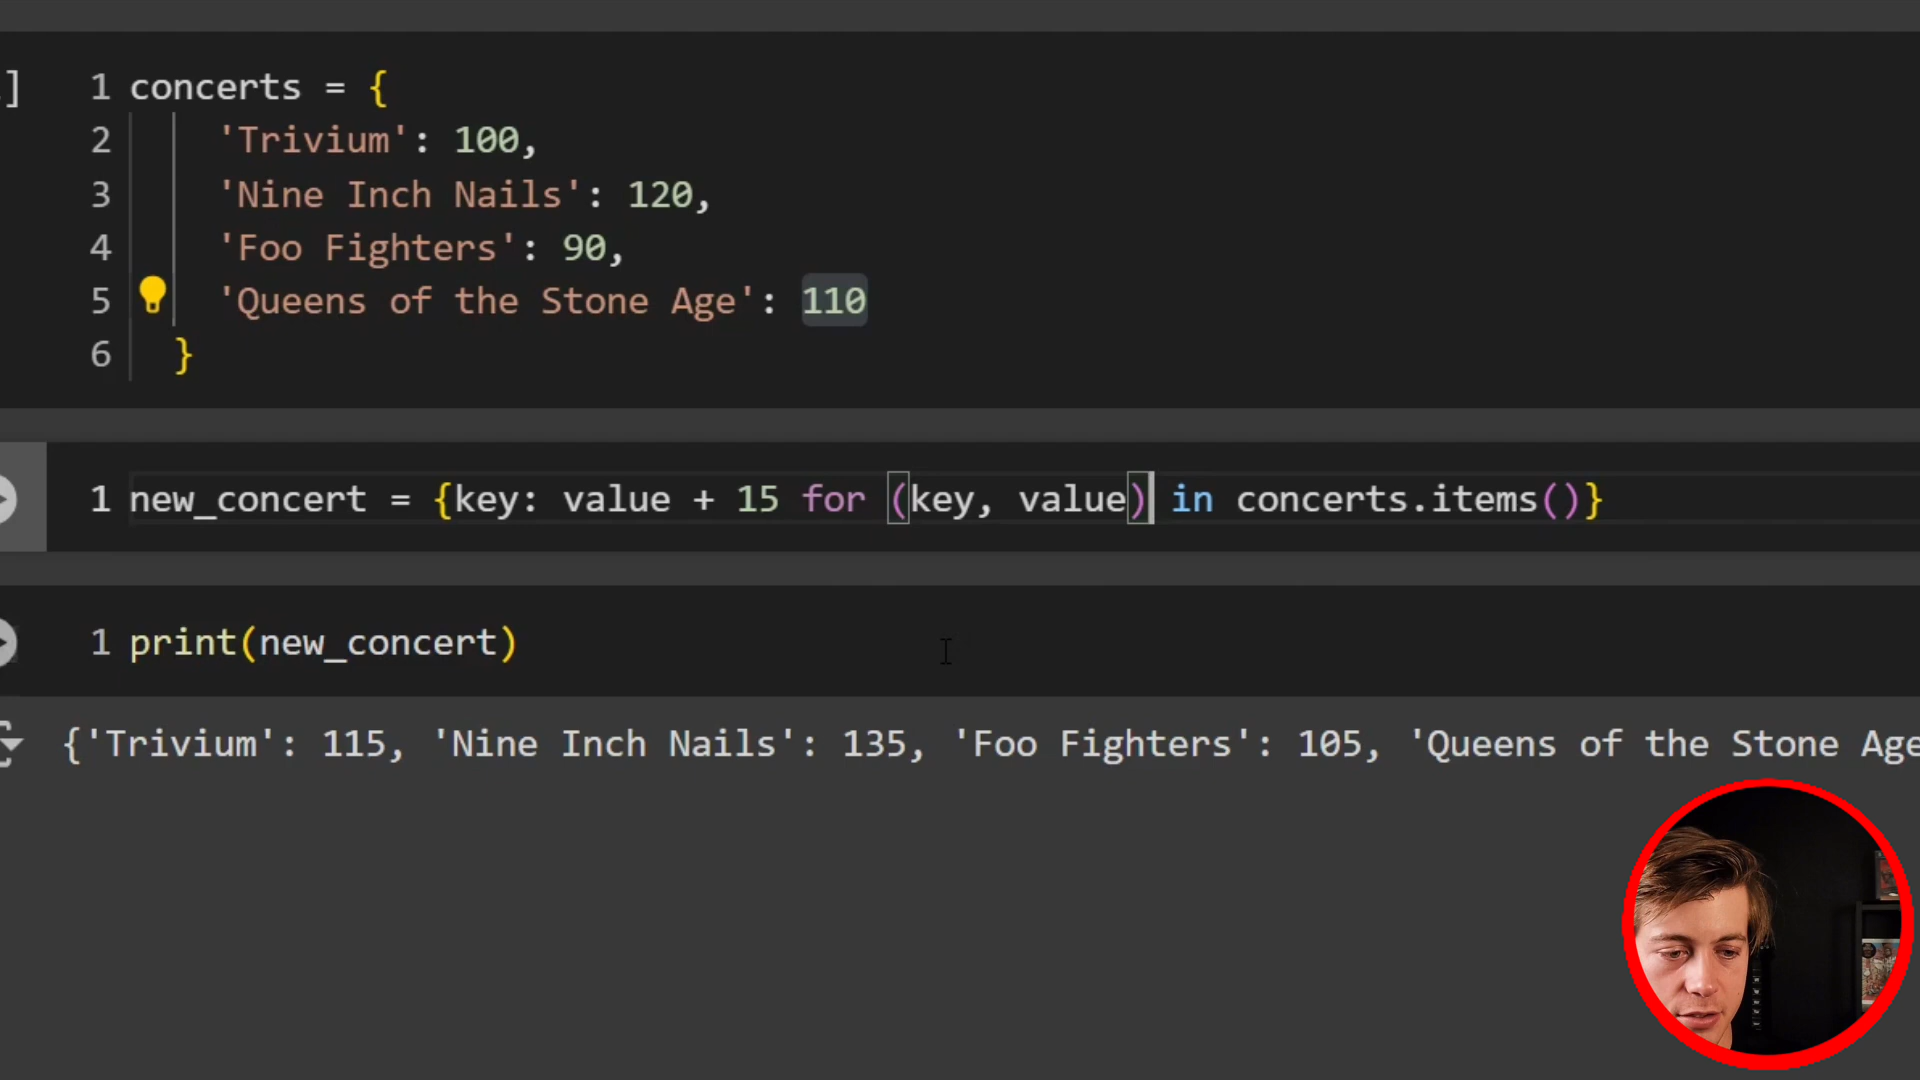 ]
1 concerts = {
2 'Trivium': 100,
3 'Nine Inch Nails': 120,
4 'Foo Fighters': 90,
5 'Queens of the Stone Age': 110
6 }
1 new_concert = {key: value + 15 for (key, value) in concerts.items()}
1 print(new_concert)
{'Trivium': 115, 'Nine Inch Nails': 135, 'Foo Fighters': 105, 'Queens of the Stone Age